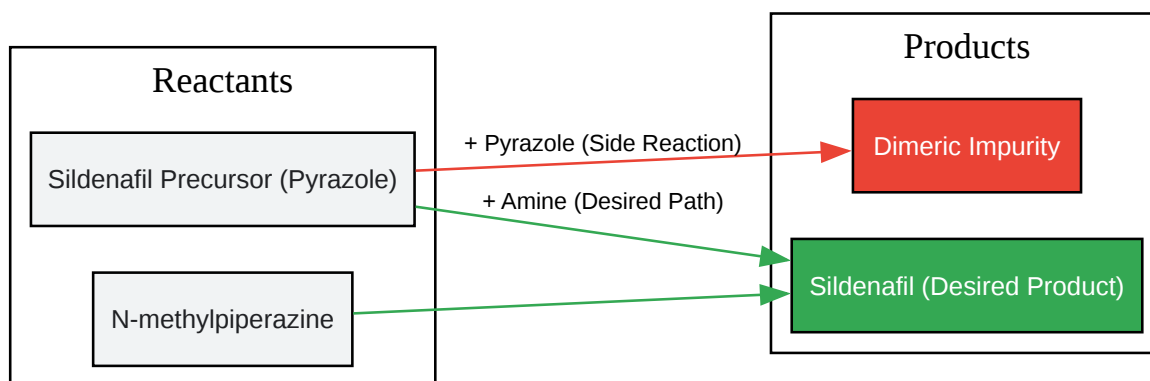 Reactants
Products
Sildenafil Precursor (Pyrazole)
+ Pyrazole (Side Reaction)
Dimeric Impurity
+ Amine (Desired Path)
N-methylpiperazine
Sildenafil (Desired Product)